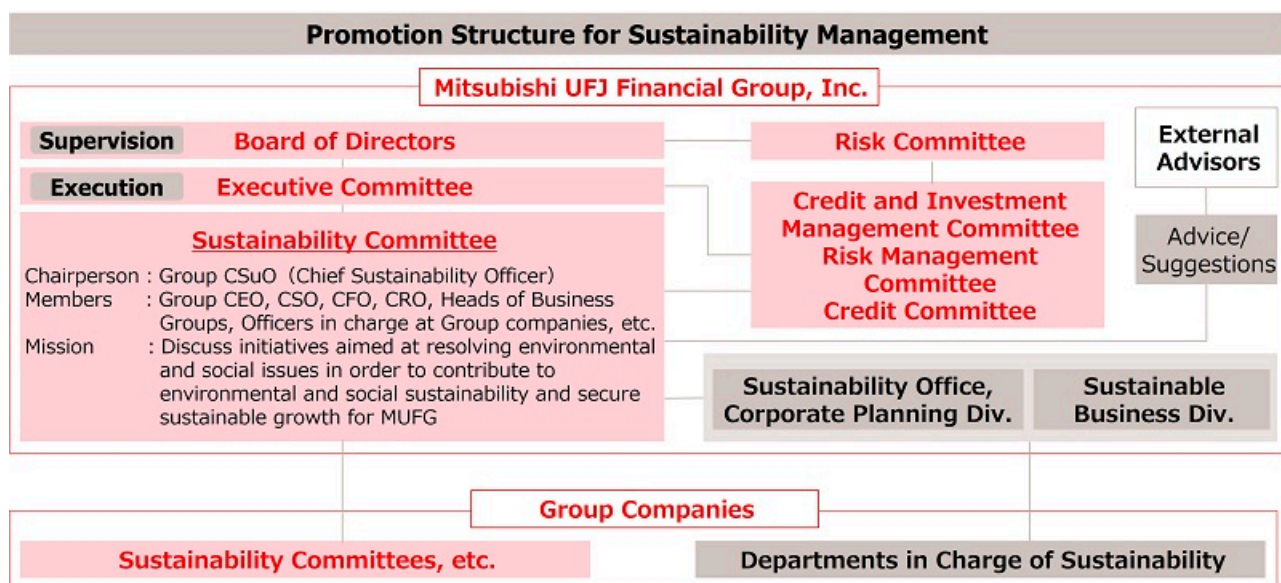 Promotion Structure for Sustainability Management
Mitsubishi UFJ Financial Group, Inc.
Supervision Board of Directors
Execution Executive Committee
Sustainability Committee
Chairperson : Group CSuO (Chief Sustainability Officer)
Members : Group CEO, CSO, CFO, CRO, Heads of Business
Groups, Officers in charge at Group companies, etc.
Mission : Discuss initiatives aimed at resolving environmental
and social issues in order to contribute to
environmental and social sustainability and secure
sustainable growth for MUFG
Risk Committee
Credit and Investment
Management Committee
Risk Management
Committee
Credit Committee
External
Advisors
Advice/
Suggestions
Sustainability Office,
Corporate Planning Div.
Sustainable
Business Div.
Group Companies
Sustainability Committees, etc.
Departments in Charge of Sustainability